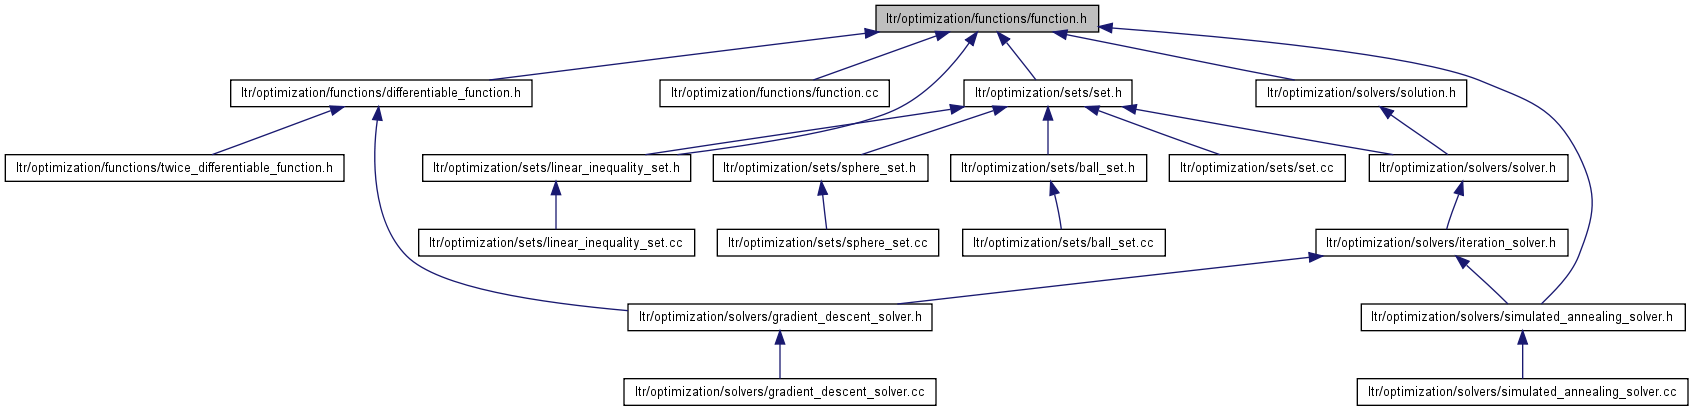 ltr/optimization/functions/function.h
ltr/optimization/functions/differentiable_function.h
ltr/optimization/functions/function.cc
ltr/optimization/sets/set.h
ltr/optimization/solvers/solution.h
ltr/optimization/functions/twice_differentiable_function.h
ltr/optimization/sets/linear_inequality_set.h
ltr/optimization/sets/sphere_set.h
ltr/optimization/sets/ball_set.h
ltr/optimization/sets/set.cc
ltr/optimization/solvers/solver.h
ltr/optimization/sets/linear_inequality_set.cc
ltr/optimization/sets/sphere_set.cc
ltr/optimization/sets/ball_set.cc
ltr/optimization/solvers/iteration_solver.h
ltr/optimization/solvers/gradient_descent_solver.h
ltr/optimization/solvers/simulated_annealing_solver.h
ltr/optimization/solvers/gradient_descent_solver.cc
ltr/optimization/solvers/simulated_annealing_solver.cc